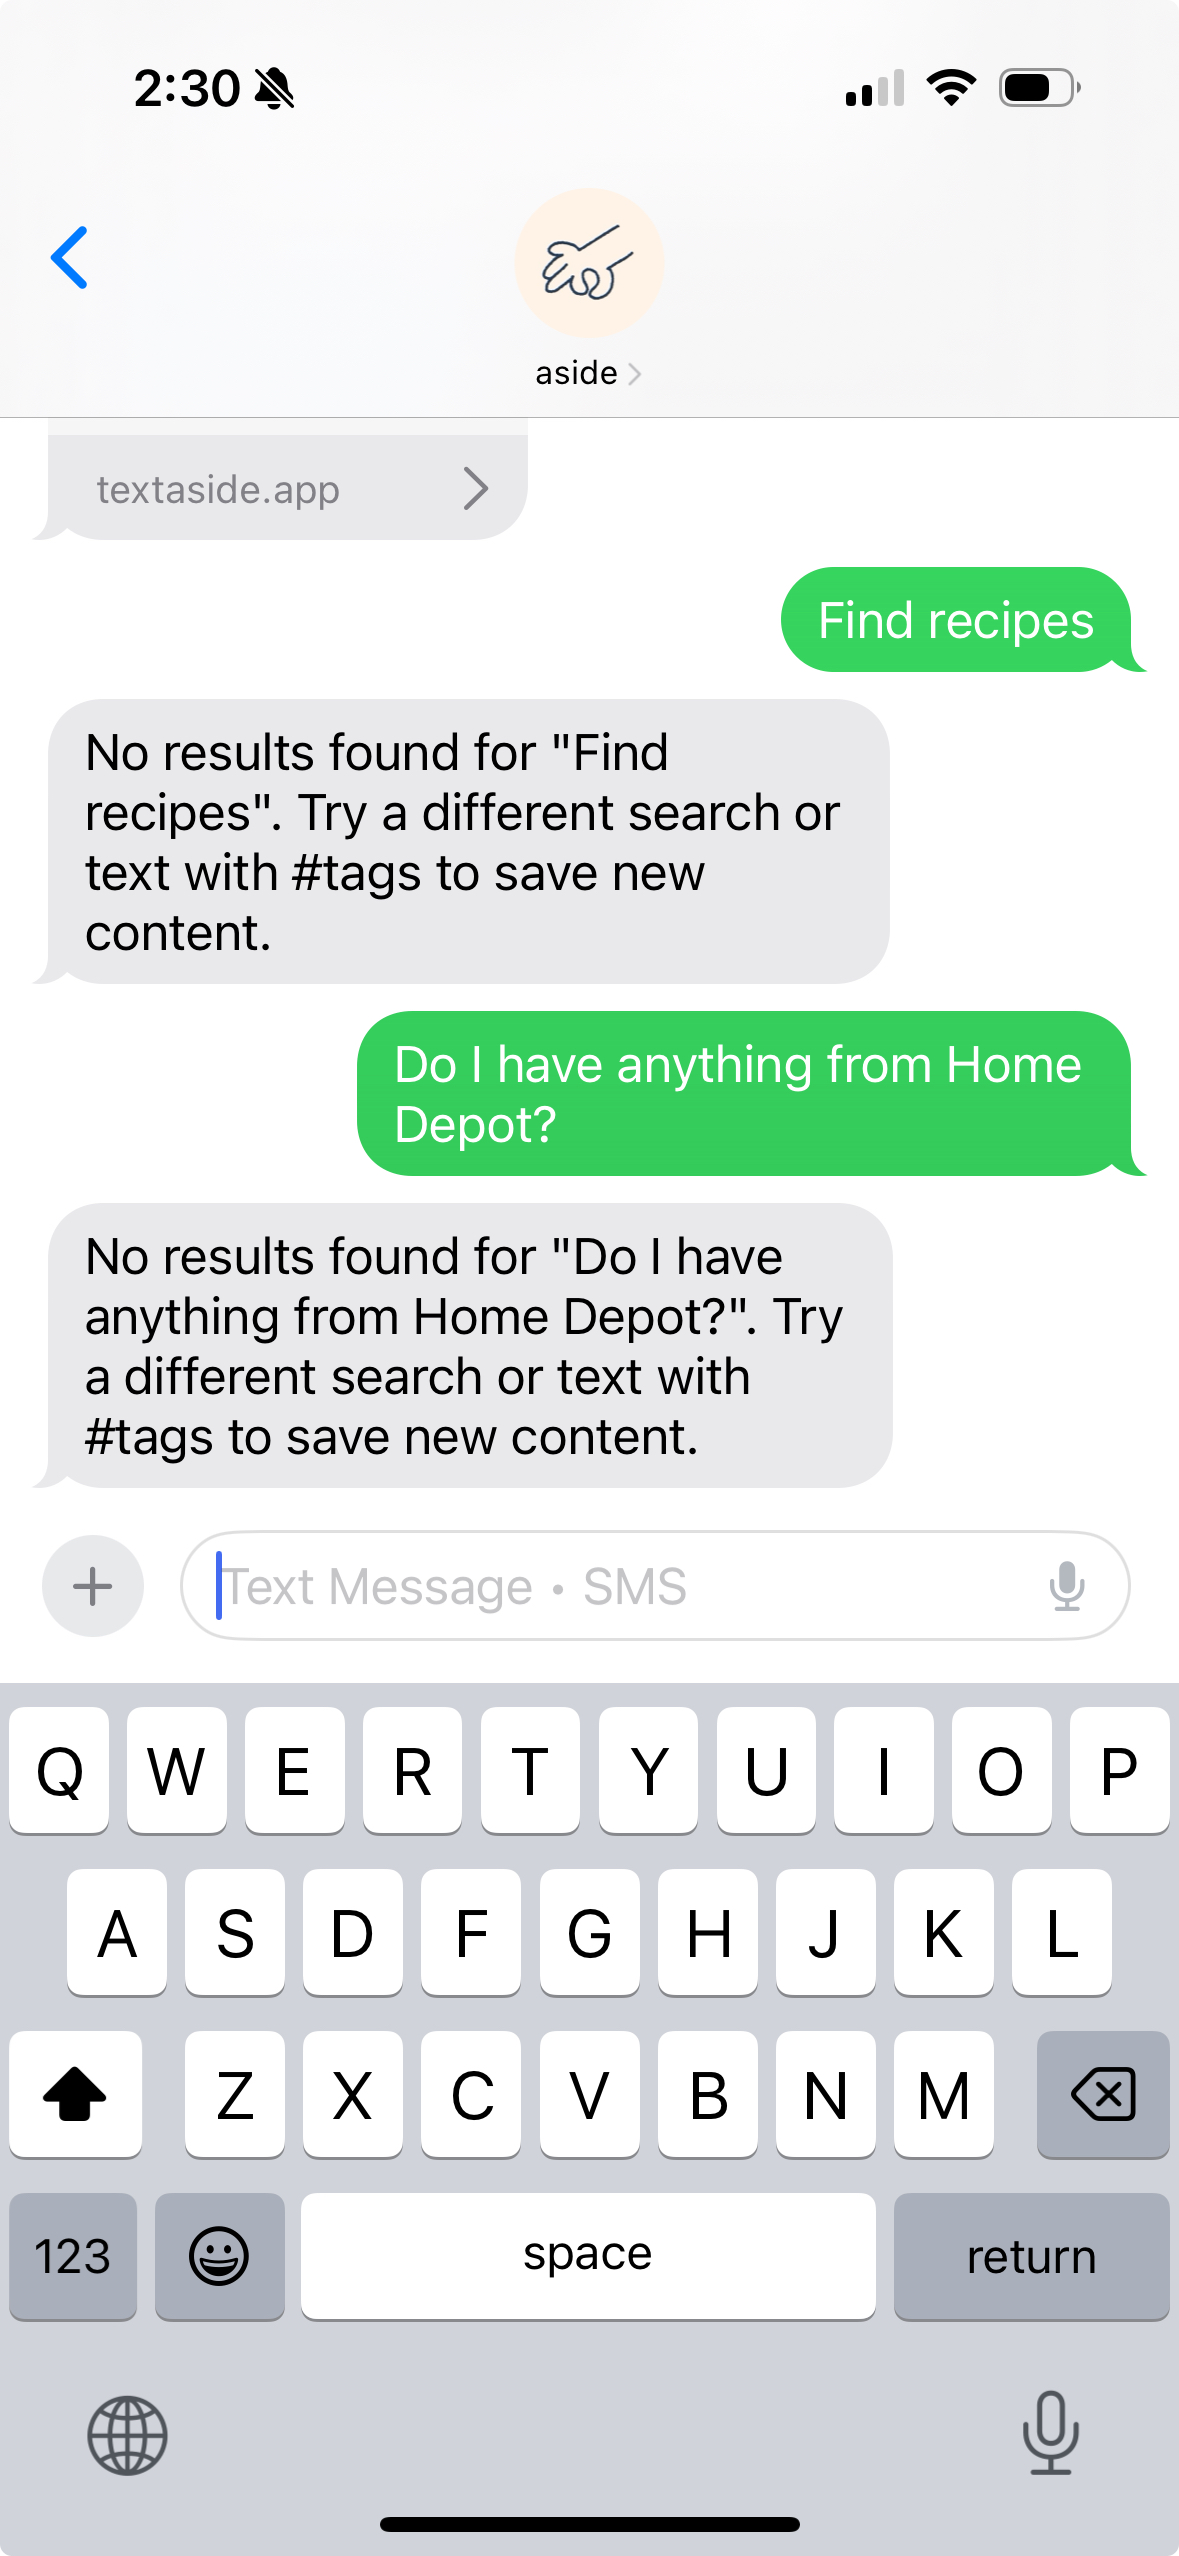 2:30
aside
textaside.app
Find recipes
No results found for "Find
recipes". Try a different search or
text with #tags to save new
content.
Do I have anything from Home
Depot?
No results found for "Do I have
anything from Home Depot?". Try
a different search or text with
#tags to save new content.
Text Message • SMS
Q W E R T Y U I O P
A S D F G H J K L
Z X C V B N M
123 space return